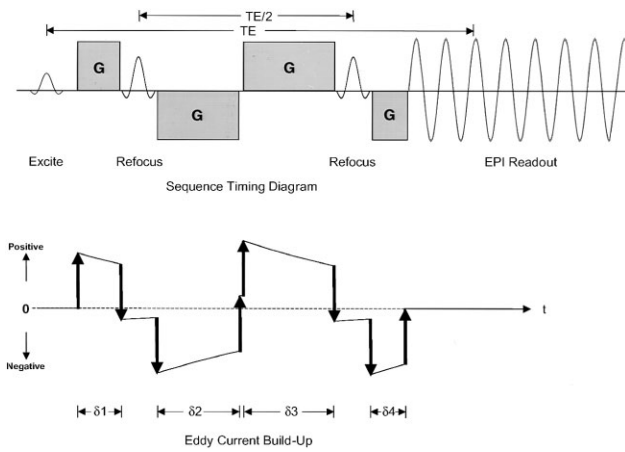 TE/2
TE
G
G
G
G
Excite
Refocus
Refocus
EPI Readout
Sequence Timing Diagram
Positive
0
t
Negative
δ1
δ2
δ3
δ4
Eddy Current Build-Up